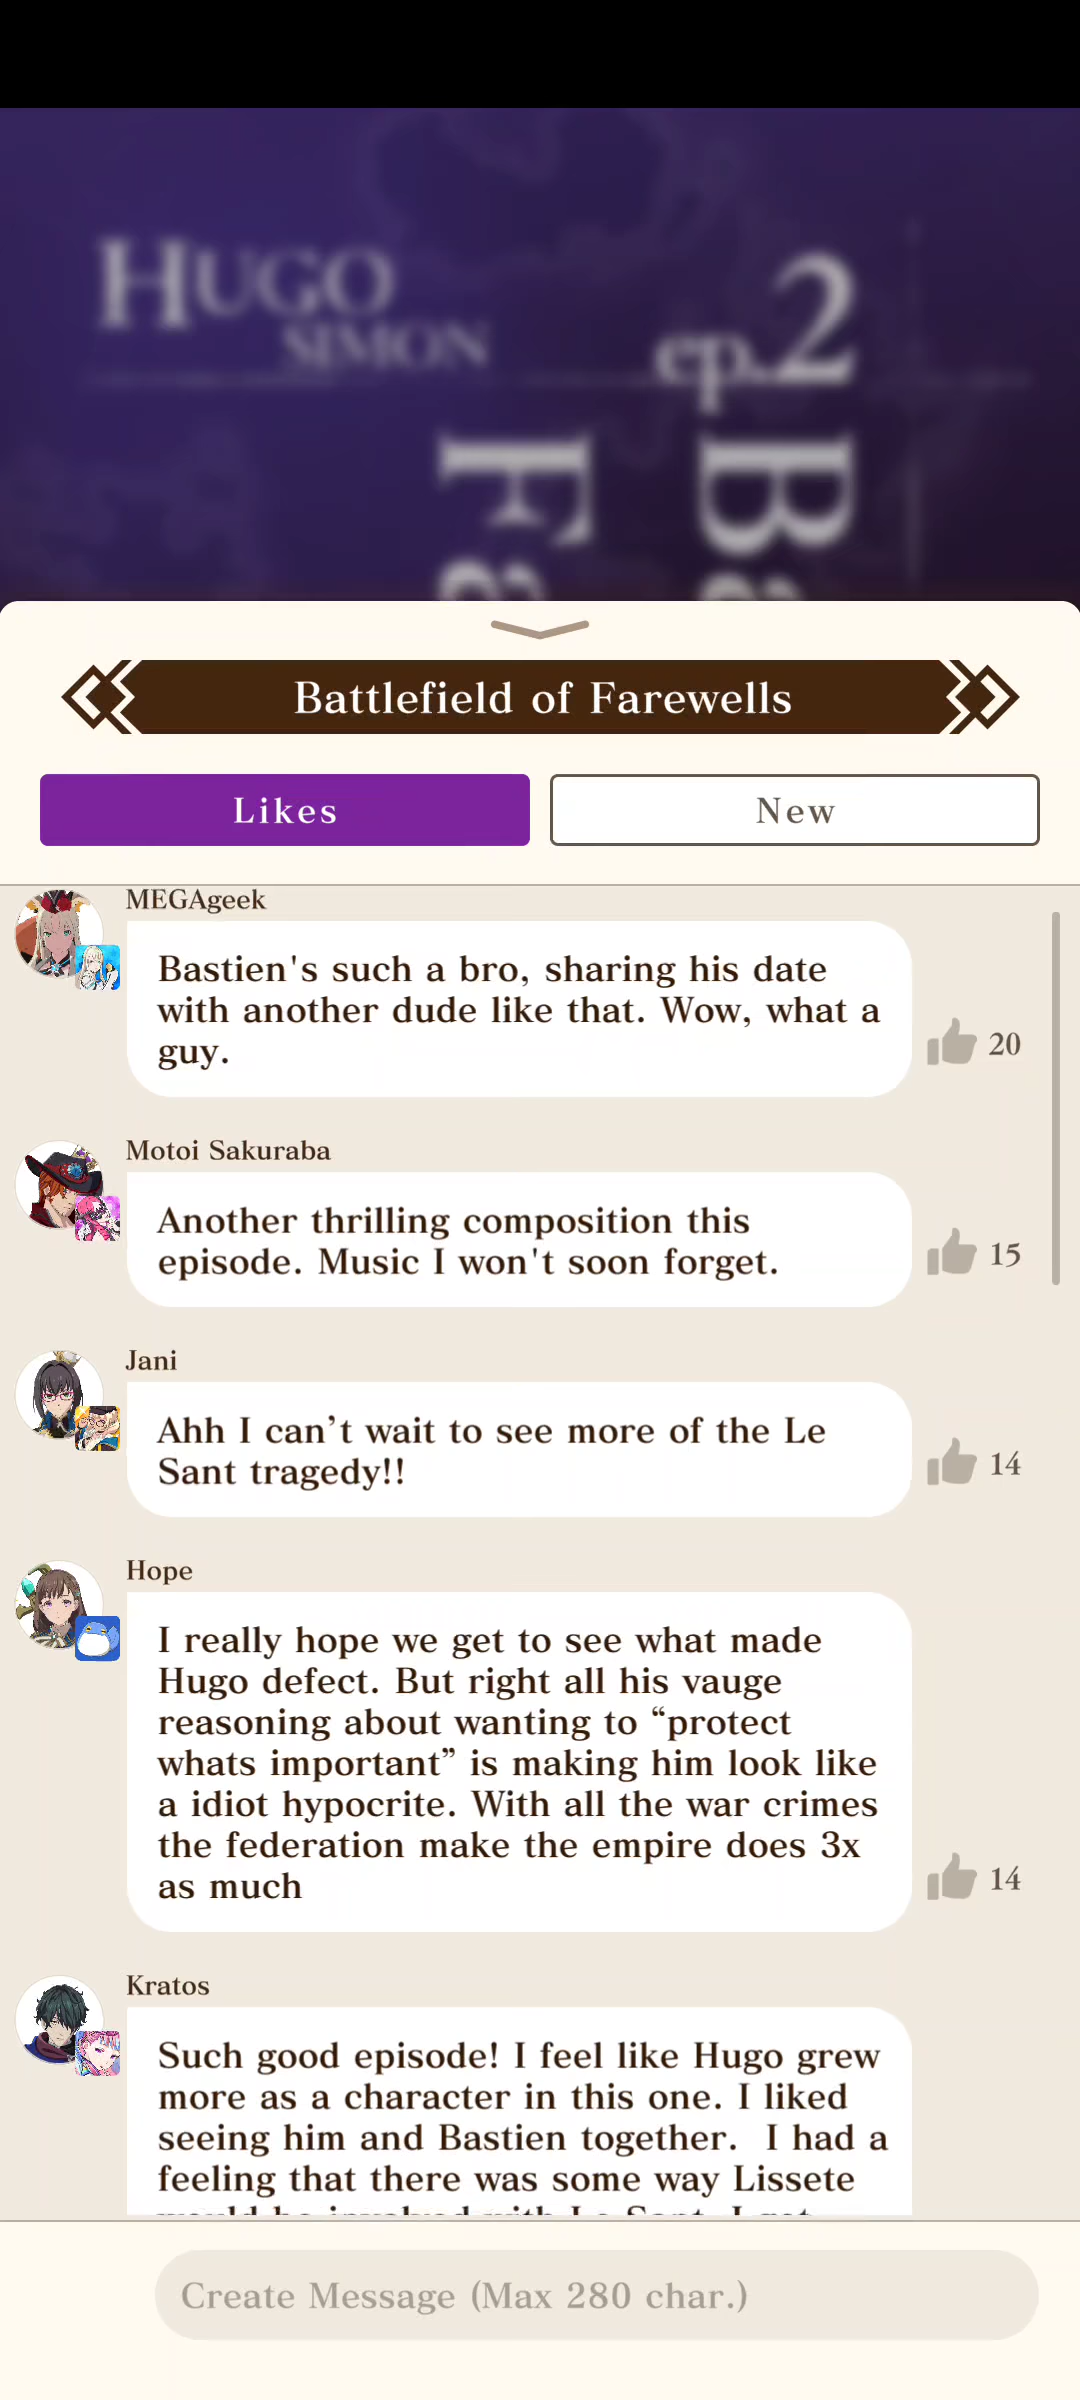 HUGO
SIMON
ep.2
Battlefield of Farewells
Likes
New
MEGAgeek
Bastien's such a bro, sharing his date
with another dude like that. Wow, what a
guy.
20
Motoi Sakuraba
Another thrilling composition this
episode. Music I won't soon forget.
15
Jani
Ahh I can’t wait to see more of the Le
Sant tragedy!!
14
Hope
I really hope we get to see what made
Hugo defect. But right all his vauge
reasoning about wanting to “protect
whats important” is making him look like
a idiot hypocrite. With all the war crimes
the federation make the empire does 3x
as much
14
Kratos
Such good episode! I feel like Hugo grew
more as a character in this one. I liked
seeing him and Bastien together.  I had a
feeling that there was some way Lissete
Create Message (Max 280 char.)